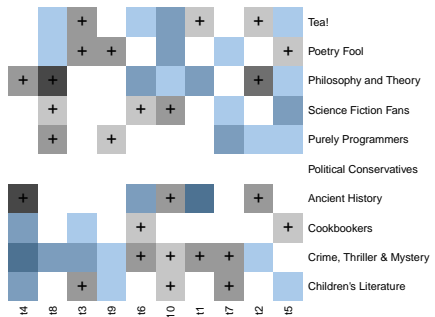 + + + Tea!
+ + + Poetry Fool
+ + + Philosophy and Theory
+ + + Science Fiction Fans
+ + Purely Programmers
Political Conservatives
+ + + Ancient History
+ + Cookbookers
+ + + + Crime, Thriller & Mystery
+ + + Children's Literature
t4 t8 t3 t9 t6 10 t1 t7 t2 t5